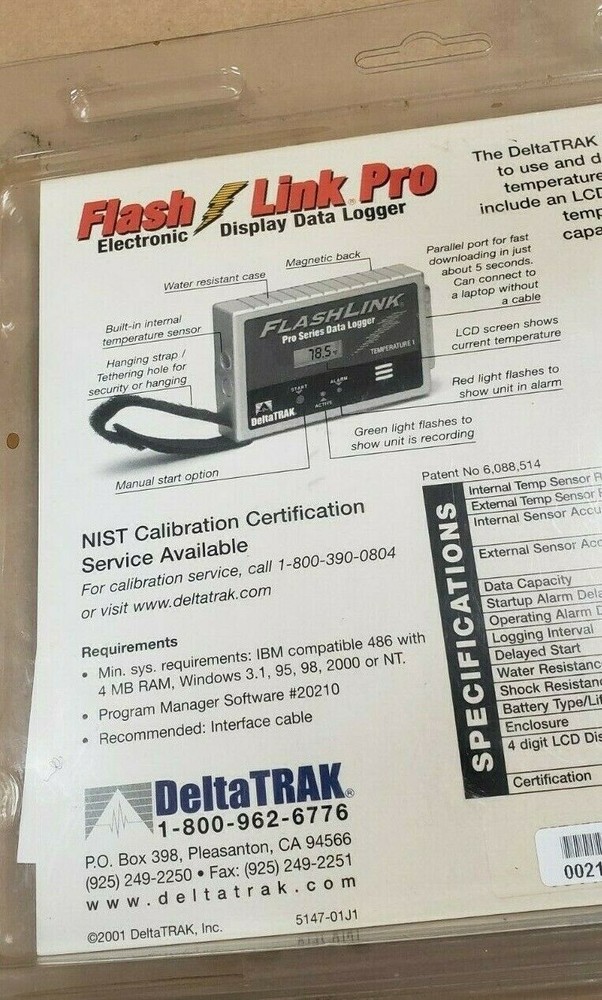 Flash Link Pro
Electronic Display Data Logger
The DeltaTRAK
to use and d
temperature
include an LCD
temp
capa
Water resistant case
Magnetic back
Parallel port for fast
downloading in just
about 5 seconds.
Can connect to
a laptop without
a cable
Built-in internal
temperature sensor
Hanging strap /
Tethering hole for
security or hanging
FLASHLINK
Pro Series Data Logger
78.5
TEMPERATURE
START
ACTIVE
ALARM
DeltaTRAK
LCD screen shows
current temperature
Red light flashes to
show unit in alarm
Green light flashes to
show unit is recording
Manual start option
Patent No 6,088,514
NIST Calibration Certification
Service Available
For calibration service, call 1-800-390-0804
or visit www.deltatrak.com
Requirements
• Min. sys. requirements: IBM compatible 486 with
4 MB RAM, Windows 3.1, 95, 98, 2000 or NT.
• Program Manager Software #20210
• Recommended: Interface cable
SPECIFICATIONS
Internal Temp Sensor R
External Temp Sensor
Internal Sensor Accu
External Sensor Acc
Data Capacity
Startup Alarm Dela
Operating Alarm D
Logging Interval
Delayed Start
Water Resistanc
Shock Resistan
Battery Type/Lif
Enclosure
4 digit LCD Dis
Certification
DeltaTRAK®
1-800-962-6776
P.O. Box 398, Pleasanton, CA 94566
(925) 249-2250 • Fax: (925) 249-2251
www.deltatrak.com
©2001 DeltaTRAK, Inc.
5147-01J1
0021